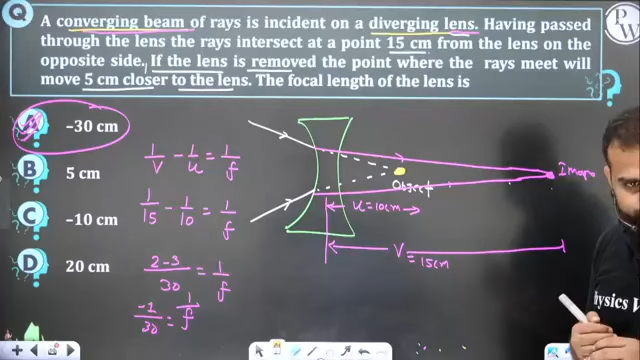 Q A converging beam of rays is incident on a diverging lens. Having passed
through the lens the rays intersect at a point 15 cm from the lens on the
opposite side. If the lens is removed the point where the rays meet will
move 5 cm closer to the lens. The focal length of the lens is
PW
A -30 cm
B 5 cm
C -10 cm
D 20 cm
1/V - 1/u = 1/f
1/15 - 1/10 = 1/f
2-3/30 = 1/f
-1/30 = 1/f
Object
u=10cm
V
=15cm
Image
hysics W